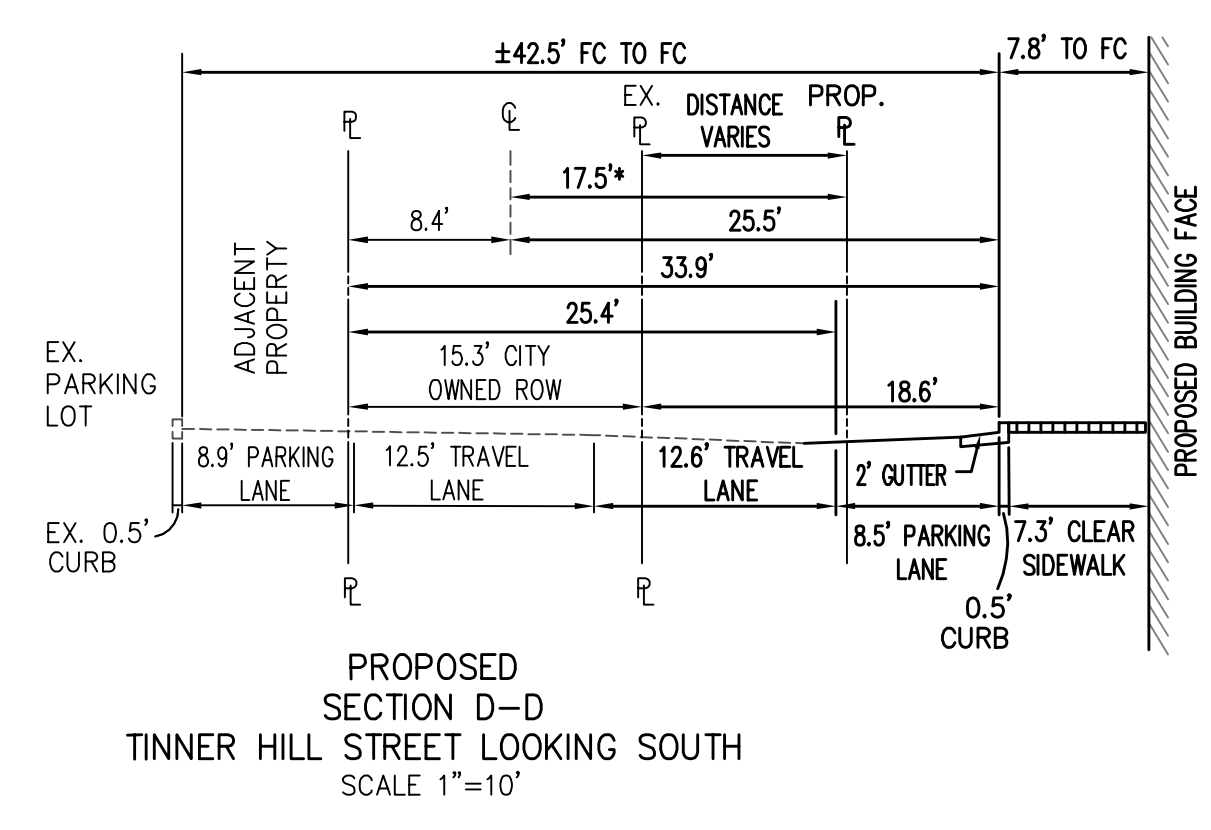 ±42.5' FC TO FC
7.8' TO FC
EX.
PROP.
DISTANCE
VARIES
PL
CL
PL
PL
17.5'*
8.4'
25.5'
33.9'
25.4'
ADJACENT
PROPERTY
15.3' CITY
OWNED ROW
18.6'
EX.
PARKING
LOT
8.9' PARKING
LANE
12.5' TRAVEL
LANE
12.6' TRAVEL
LANE
2' GUTTER
8.5' PARKING
LANE
7.3' CLEAR
SIDEWALK
EX. 0.5'
CURB
0.5'
CURB
PL
PL
PROPOSED BUILDING FACE
PROPOSED
SECTION D-D
TINNER HILL STREET LOOKING SOUTH
SCALE 1"=10'